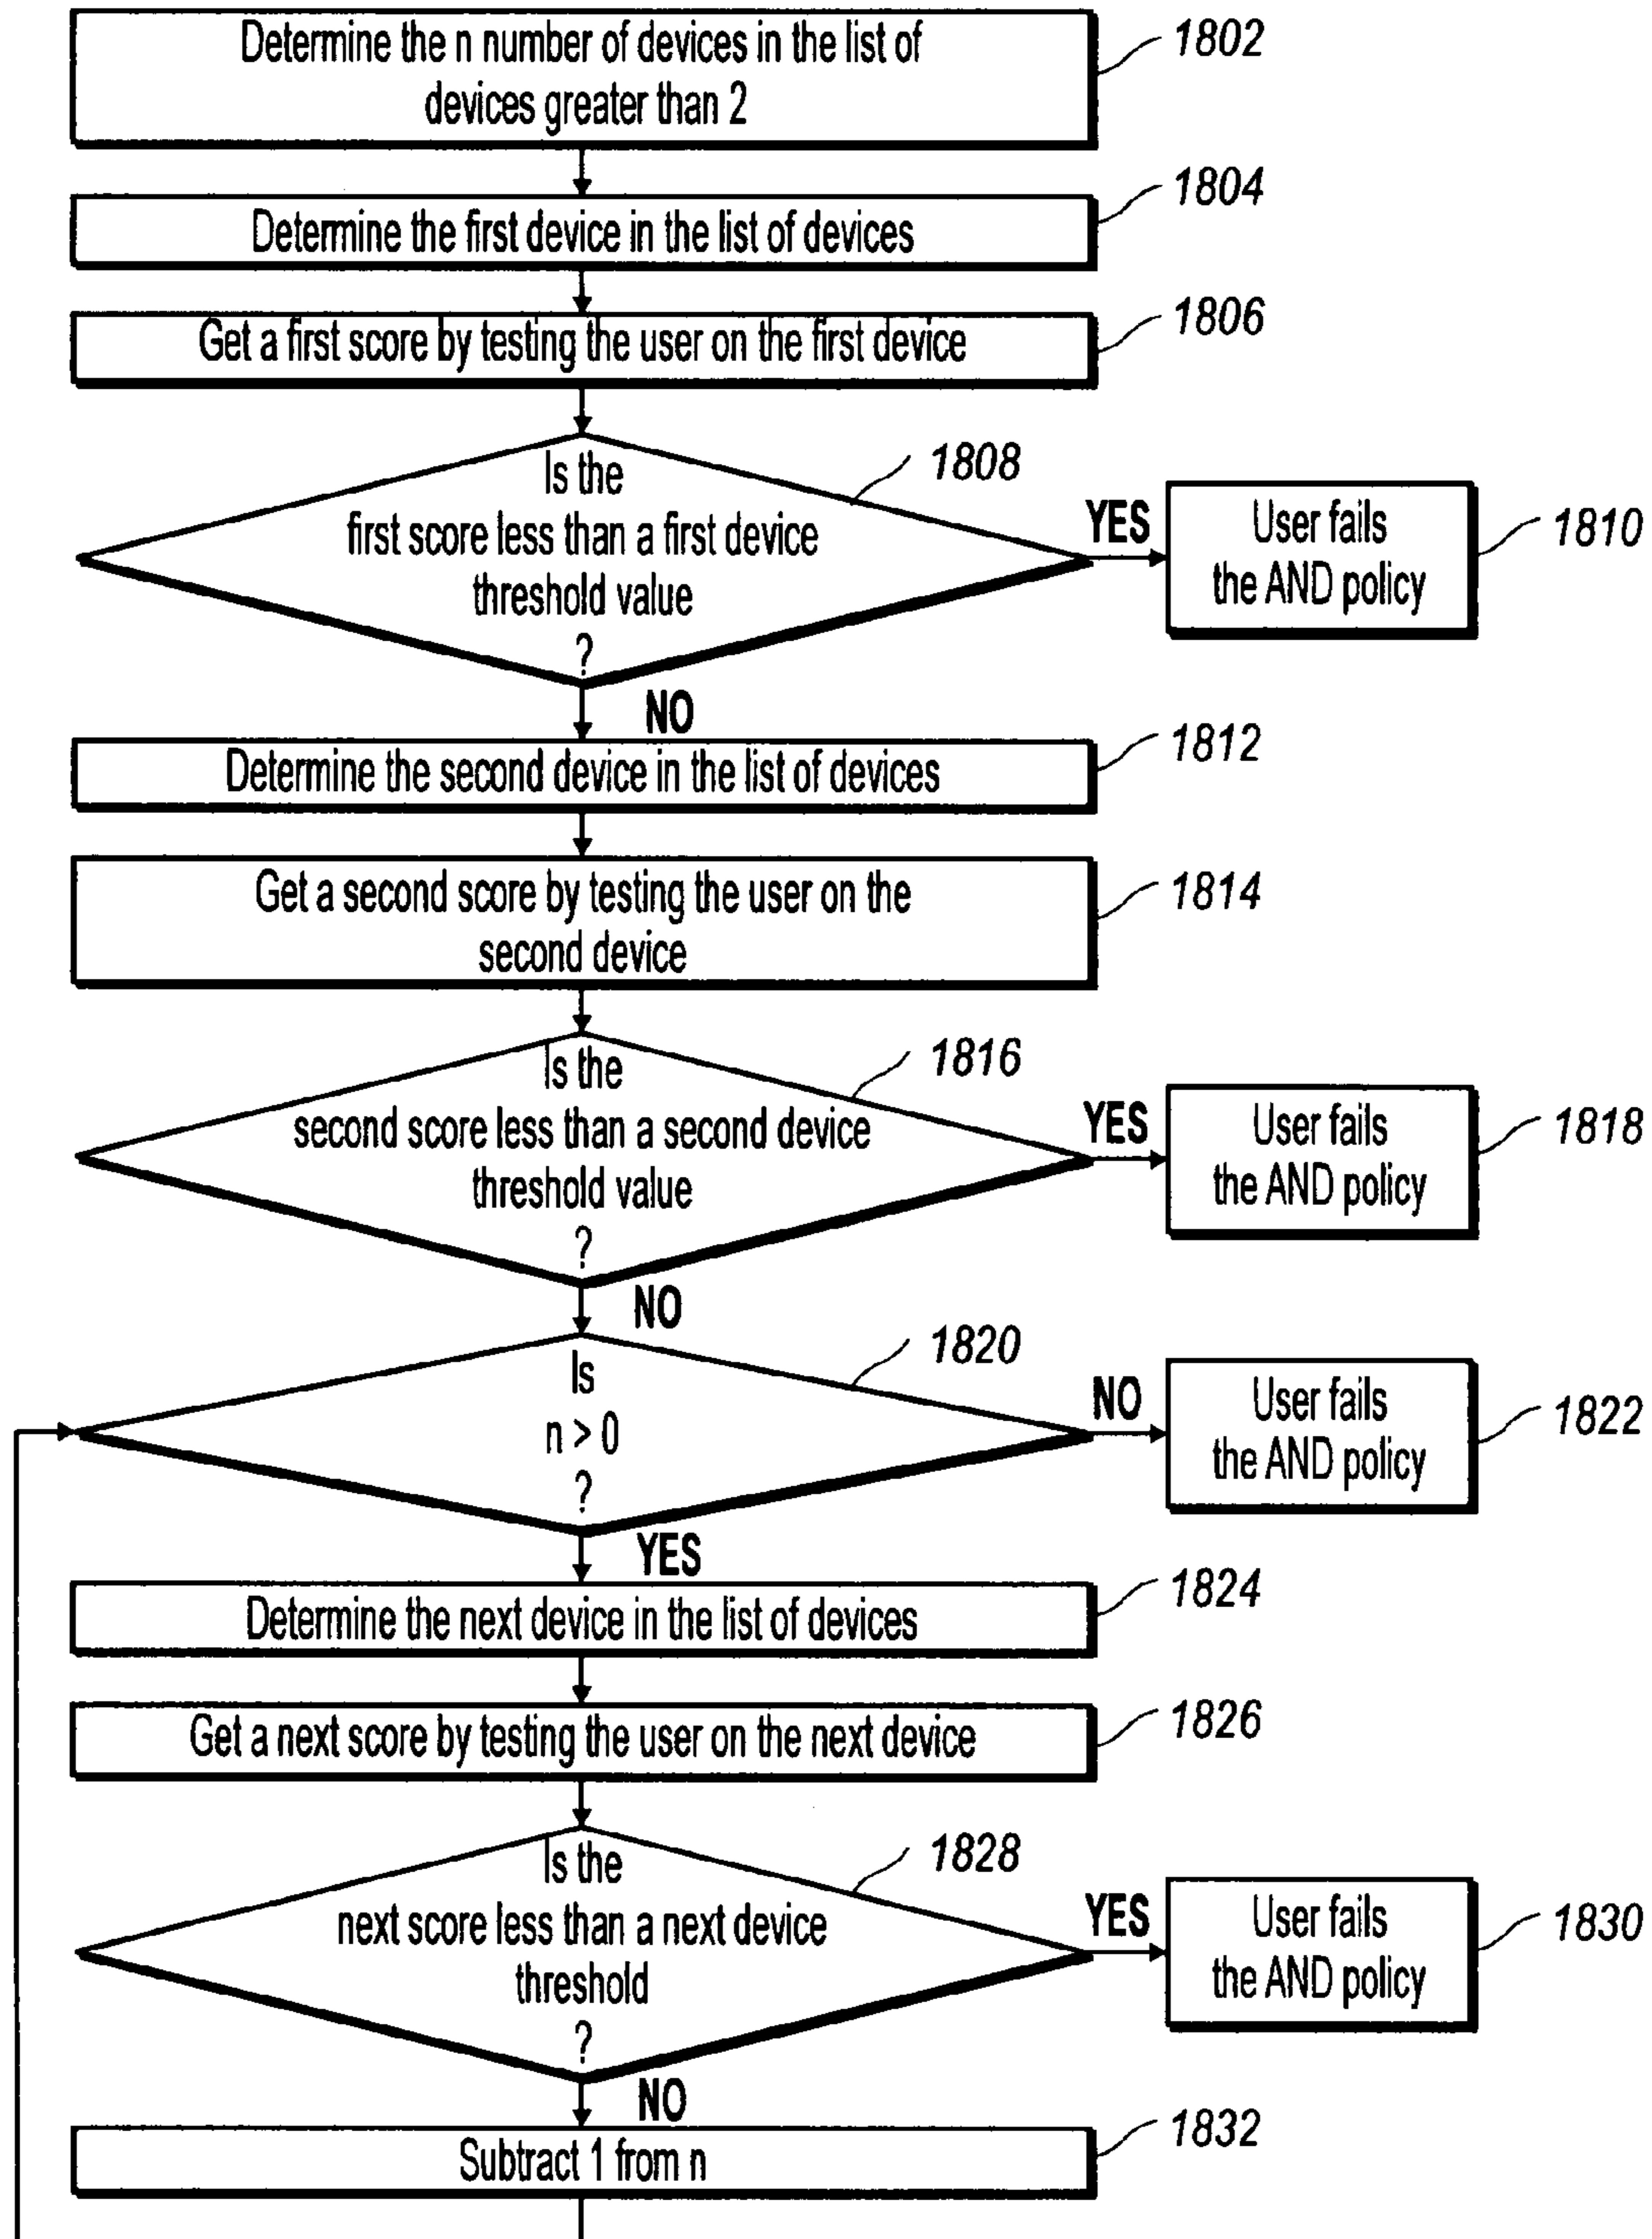 Determine the n number of devices in the list of
devices greater than 2
1802
Determine the first device in the list of devices
1804
Get a first score by testing the user on the first device
1806
Is the
first score less than a first device
threshold value
?
1808
YES
User fails
the AND policy
1810
NO
Determine the second device in the list of devices
1812
Get a second score by testing the user on the
second device
1814
Is the
second score less than a second device
threshold value
?
1816
YES
User fails
the AND policy
1818
NO
Is
n > 0
?
1820
NO
User fails
the AND policy
1822
YES
Determine the next device in the list of devices
1824
Get a next score by testing the user on the next device
1826
Is the
next score less than a next device
threshold
?
1828
YES
User fails
the AND policy
1830
NO
Subtract 1 from n
1832